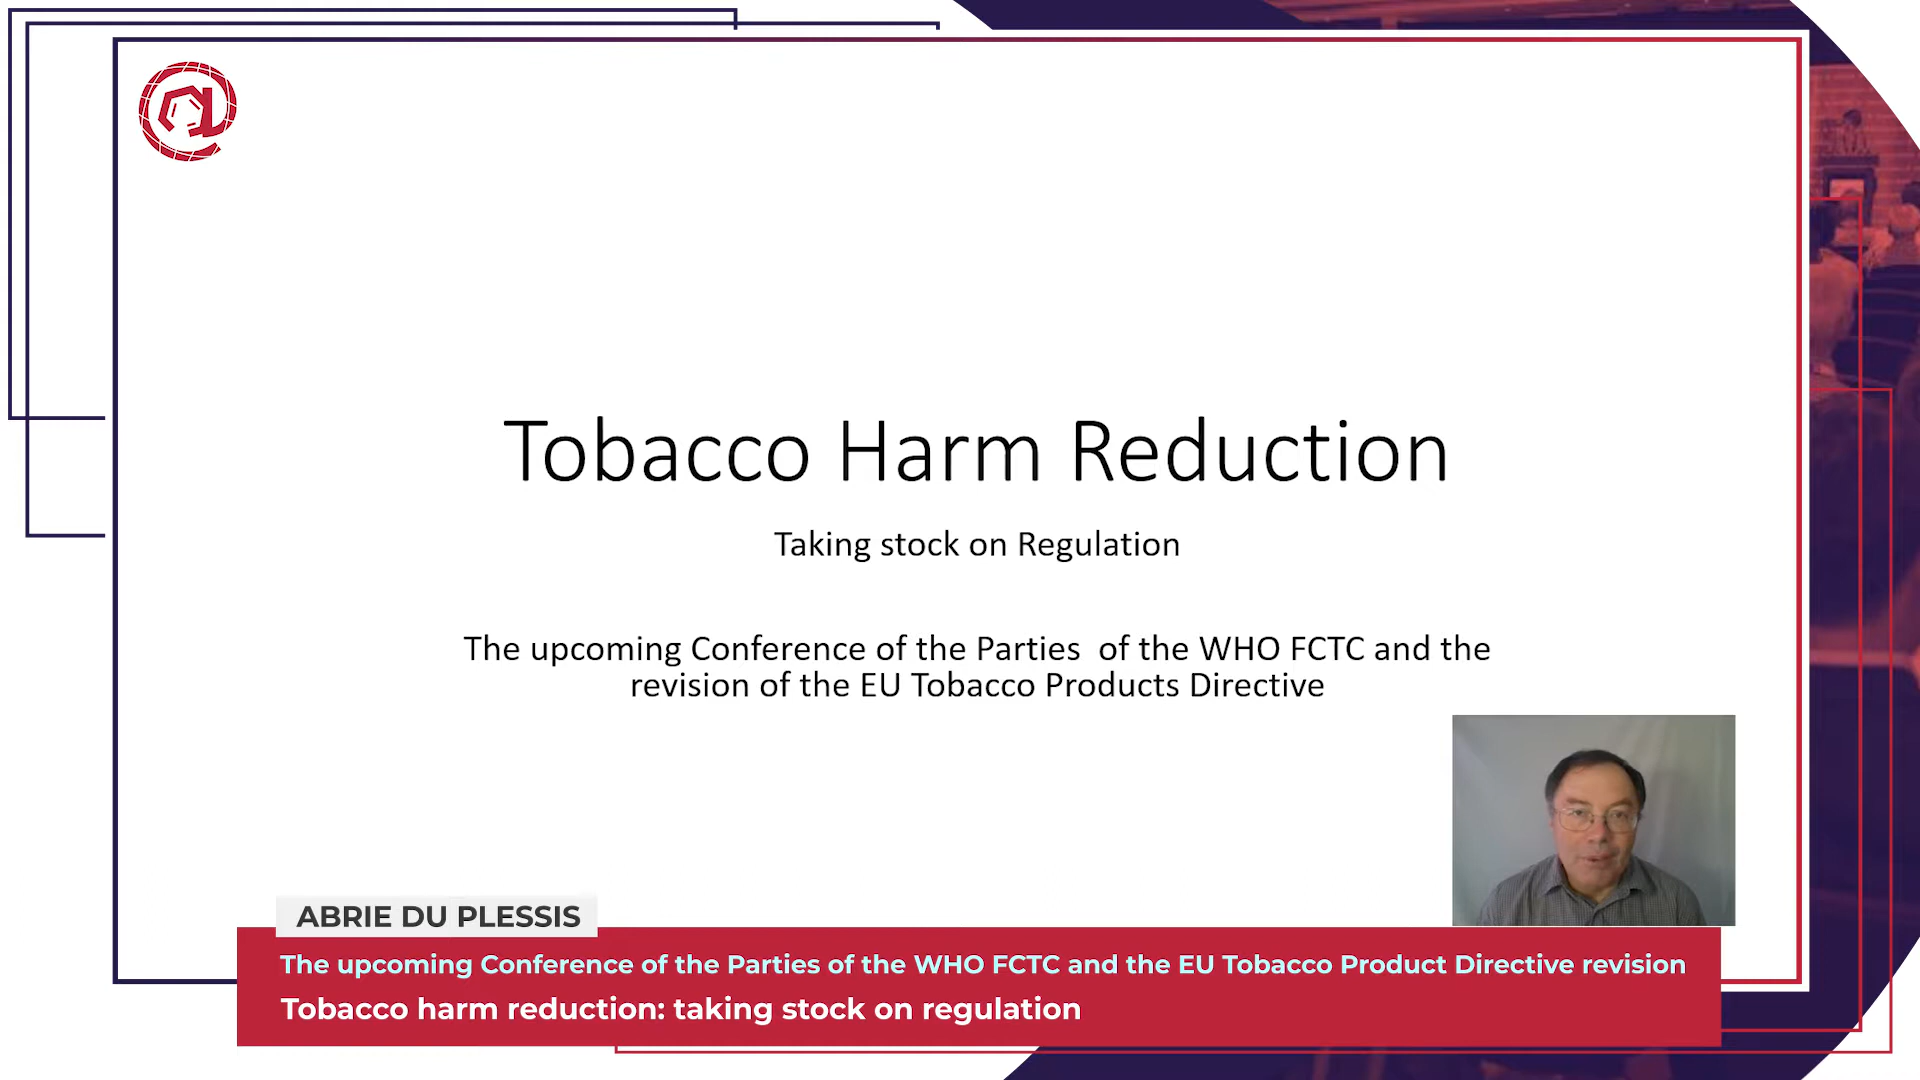 Tobacco Harm Reduction
Taking stock on Regulation
The upcoming Conference of the Parties  of the WHO FCTC and the
revision of the EU Tobacco Products Directive
ABRIE DU PLESSIS
The upcoming Conference of the Parties of the WHO FCTC and the EU Tobacco Product Directive revision
Tobacco harm reduction: taking stock on regulation